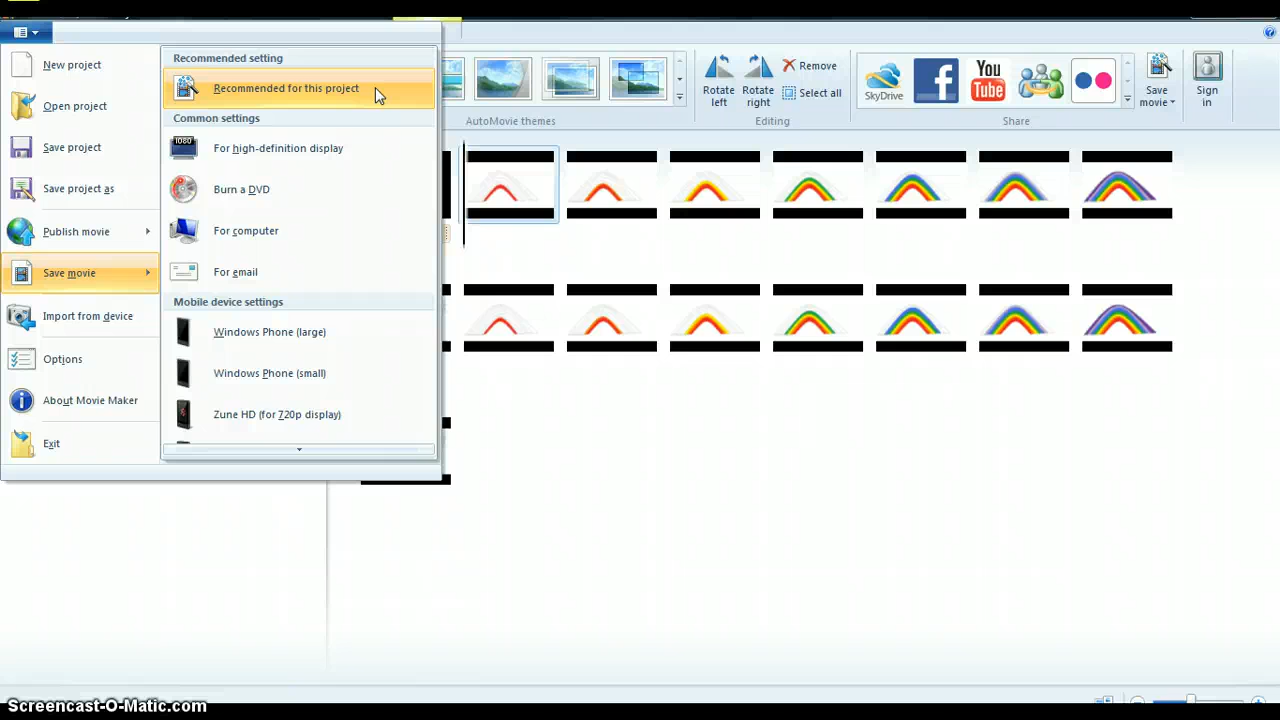 New project
Open project
Save project
Save project as
Publish movie
Save movie
Import from device
Options
About Movie Maker
Exit
Recommended setting
Recommended for this project
Common settings
1080
For high-definition display
Burn a DVD
For computer
For email
Mobile device settings
Windows Phone (large)
Windows Phone (small)
Zune HD (for 720p display)
AutoMovie themes
Rotate left
Rotate right
Remove
Select all
Editing
SkyDrive
You Tube
Share
Save movie
Sign in
Screencast-O-Matic.com